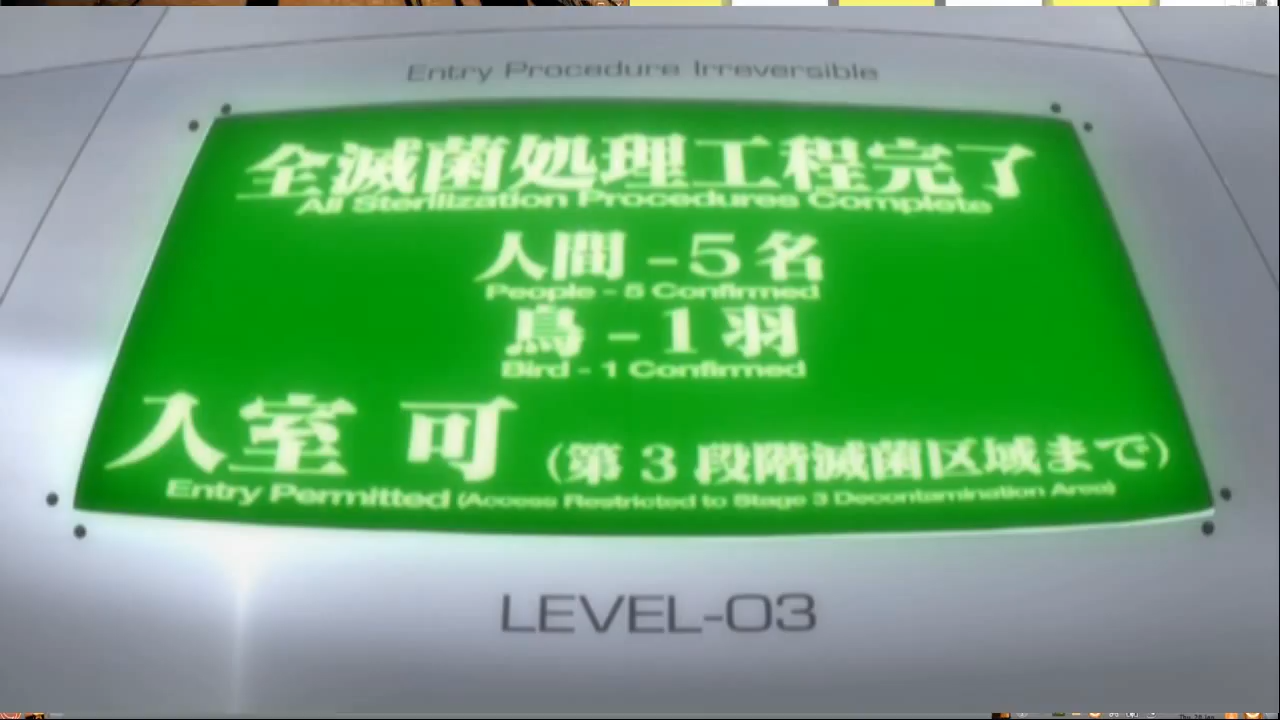 Entry Procedure Irreversible
全滅菌処理工程完了
All Sterilization Procedures Complete
人間-5名
People - 5 Confirmed
鳥-1羽
Bird - 1 Confirmed
入室 可 (第3段階滅菌区域まで)
Entry Permitted (Access Restricted to Stage 3 Decontamination Area)
LEVEL-03